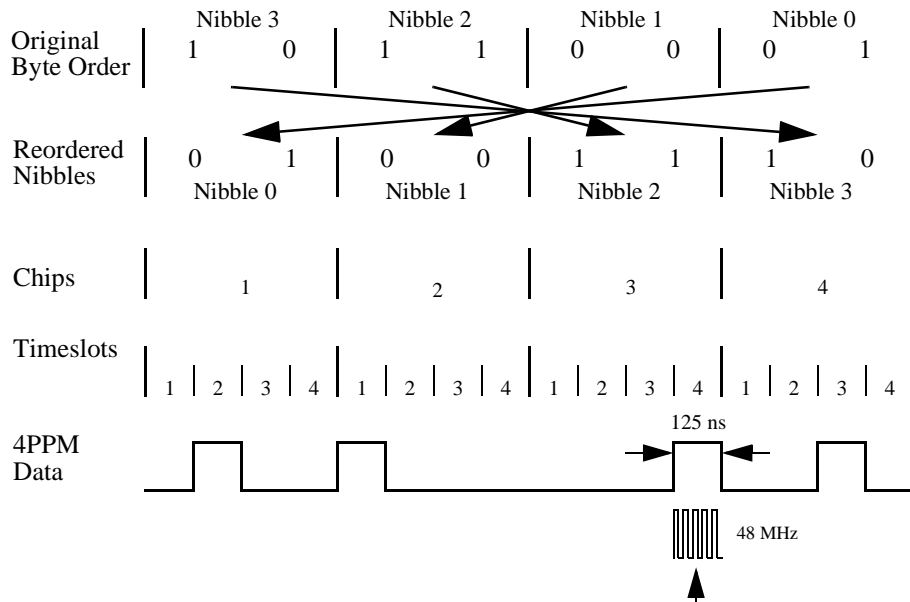 Nibble 3 Nibble 2 Nibble 1 Nibble 0
Original
Byte Order
1 0 1 1 0 0 0 1
Reordered
Nibbles
0 1 0 0 1 1 1 0
Nibble 0 Nibble 1 Nibble 2 Nibble 3
Chips
1 2 3 4
Timeslots
1 2 3 4 1 2 3 4 1 2 3 4 1 2 3 4
4PPM
Data
125 ns
48 MHz